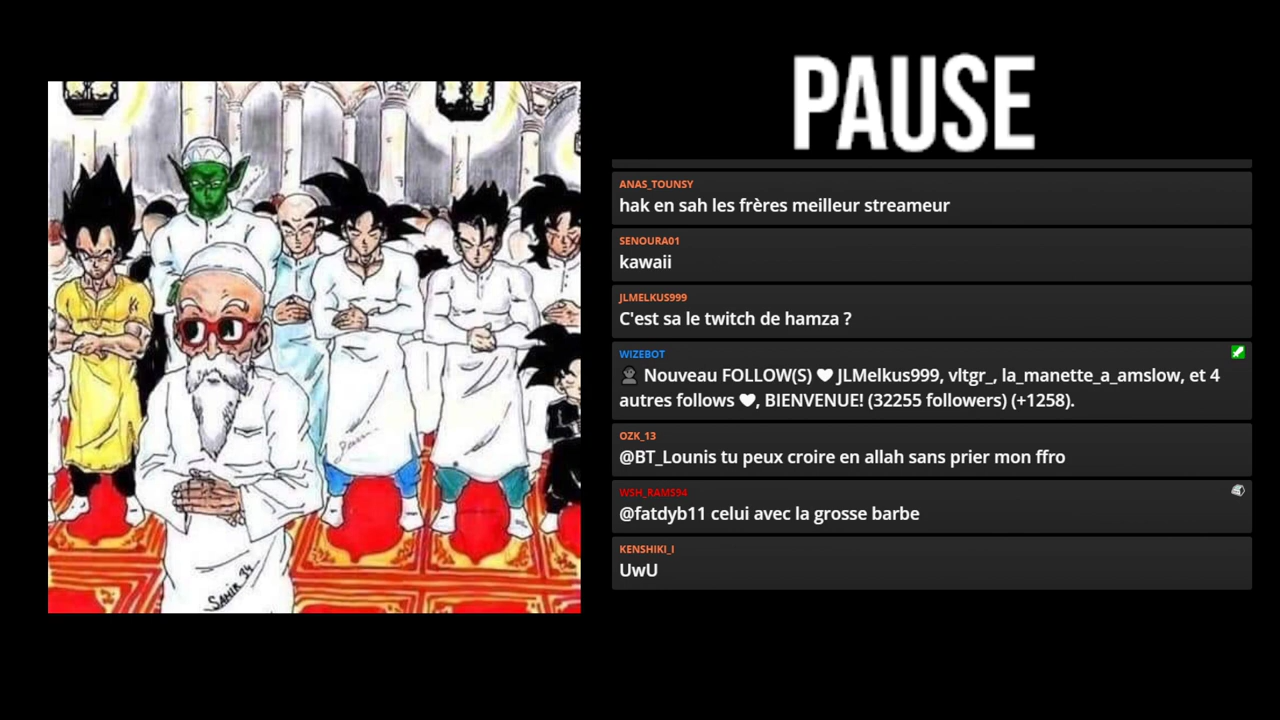 PAUSE
ANAS_TOUNSY
hak en sah les frères meilleur streameur
SENOURA01
kawaii
JLMELKUS999
C'est sa le twitch de hamza ?
WIZEBOT
Nouveau FOLLOW(S) ❤ JLMelkus999, vltgr_, la_manette_a_amslow, et 4
autres follows ❤, BIENVENUE! (32255 followers) (+1258).
OZK_13
@BT_Lounis tu peux croire en allah sans prier mon ffro
WSH_RAMS94
@fatdyb11 celui avec la grosse barbe
KENSHIKI_I
UwU
SAHIR 94